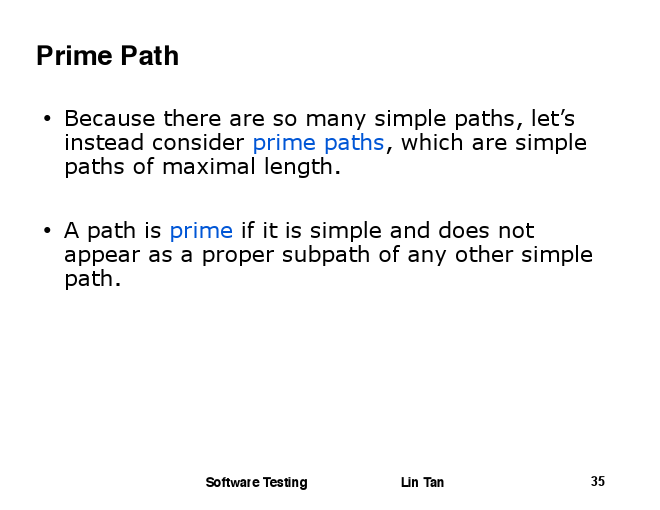 Prime Path
• Because there are so many simple paths, let’s
instead consider prime paths, which are simple
paths of maximal length.
• A path is prime if it is simple and does not
appear as a proper subpath of any other simple
path.
Software Testing Lin Tan 35